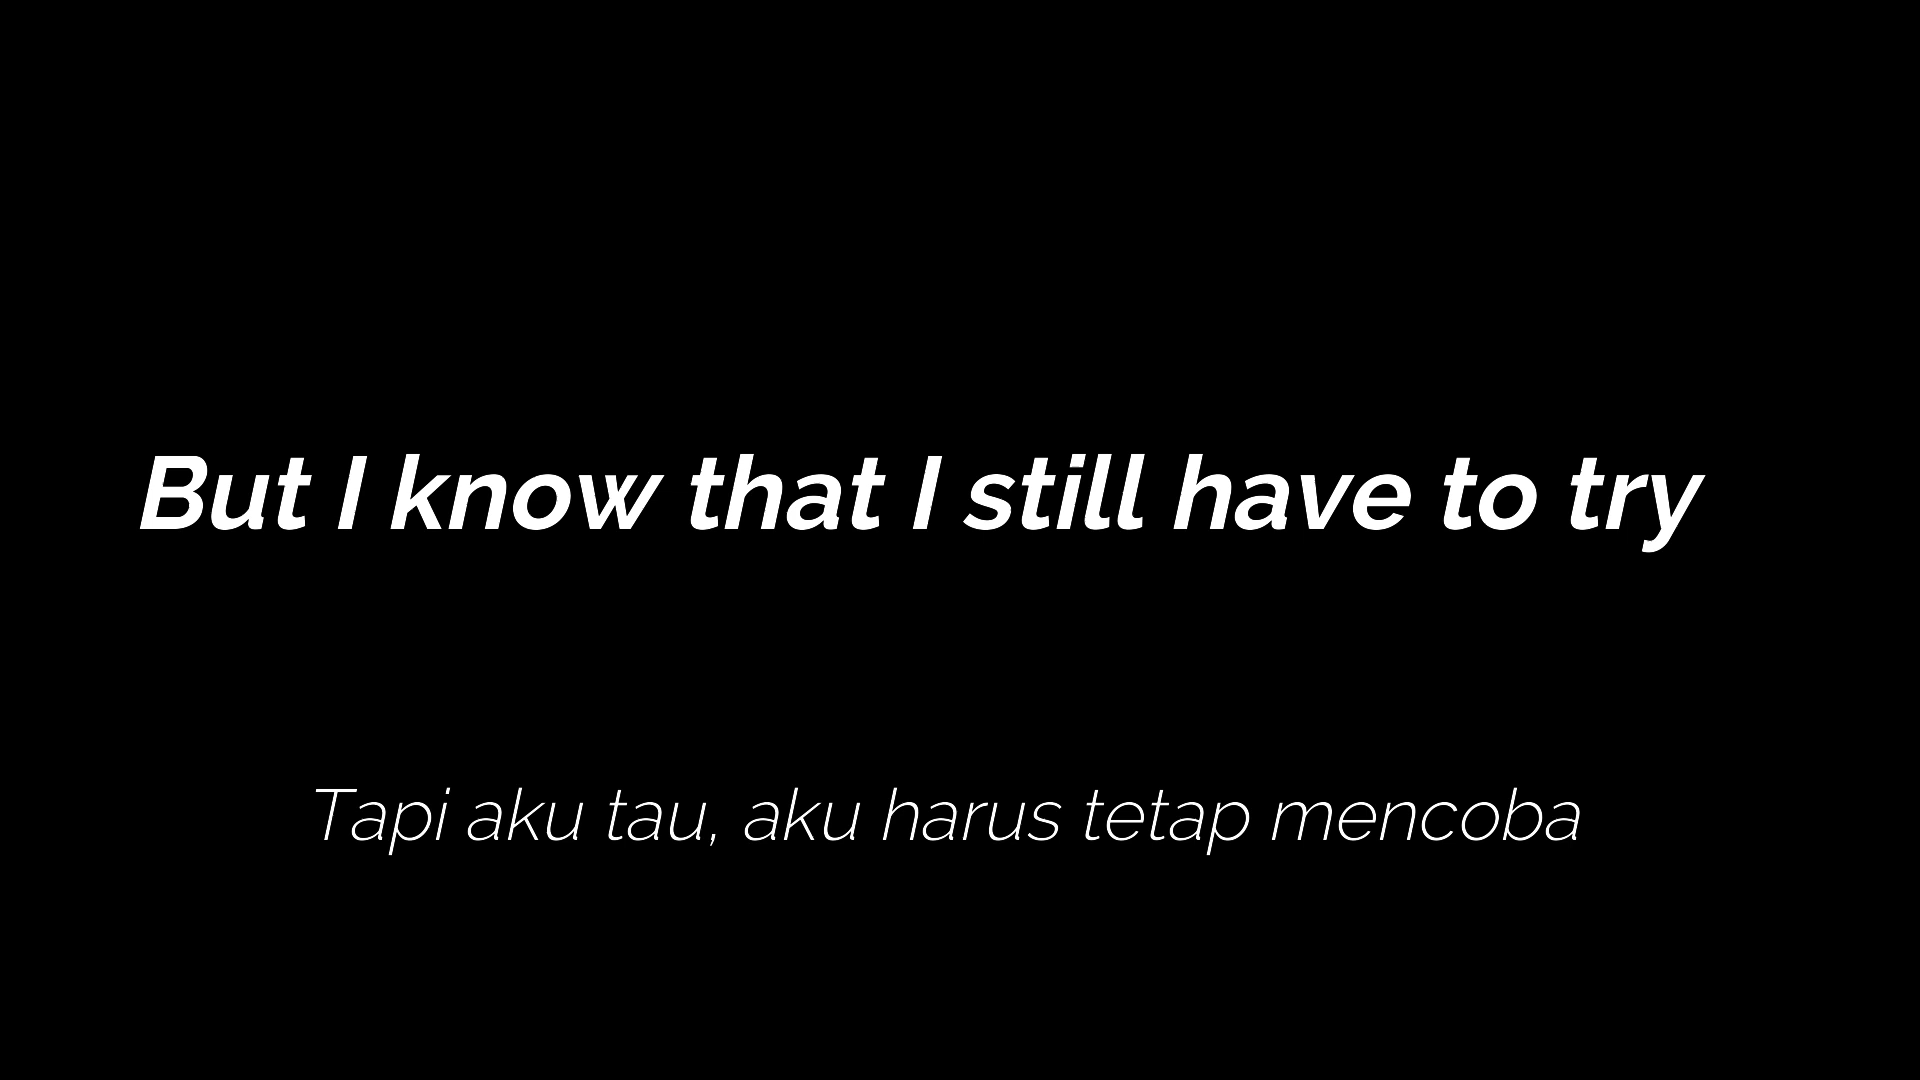 But I know that I still have to try
Tapi aku tau, aku harus tetap mencoba